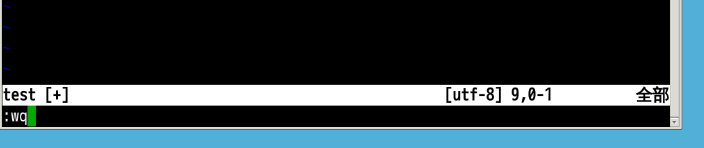 ~
~
~
~
test [+] [utf-8] 9,0-1 全部
:wq